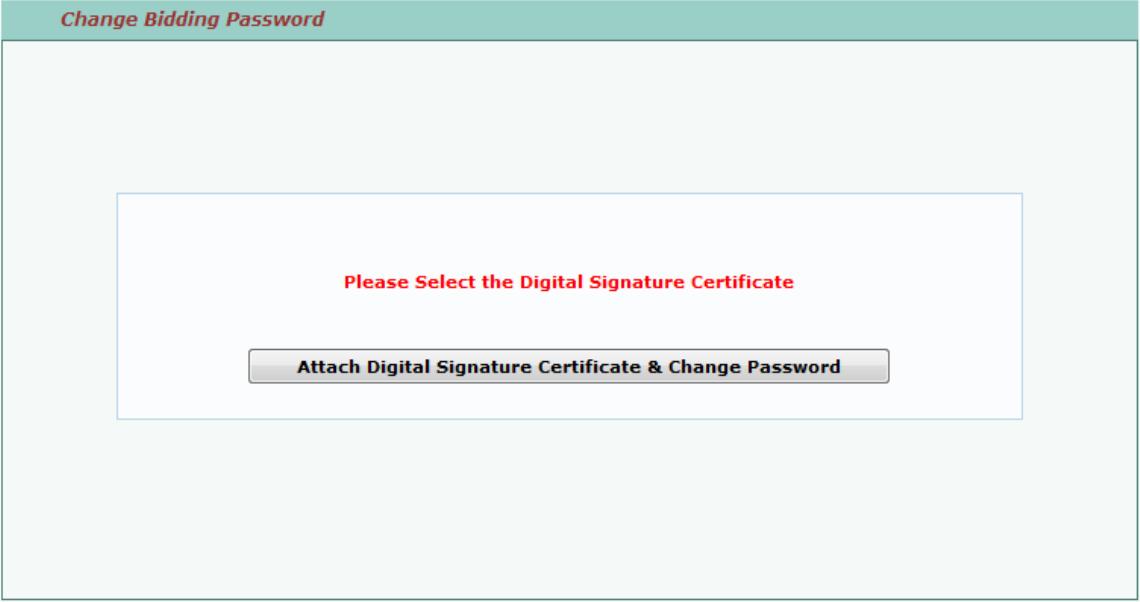 Change Bidding Password
Please Select the Digital Signature Certificate
Attach Digital Signature Certificate & Change Password